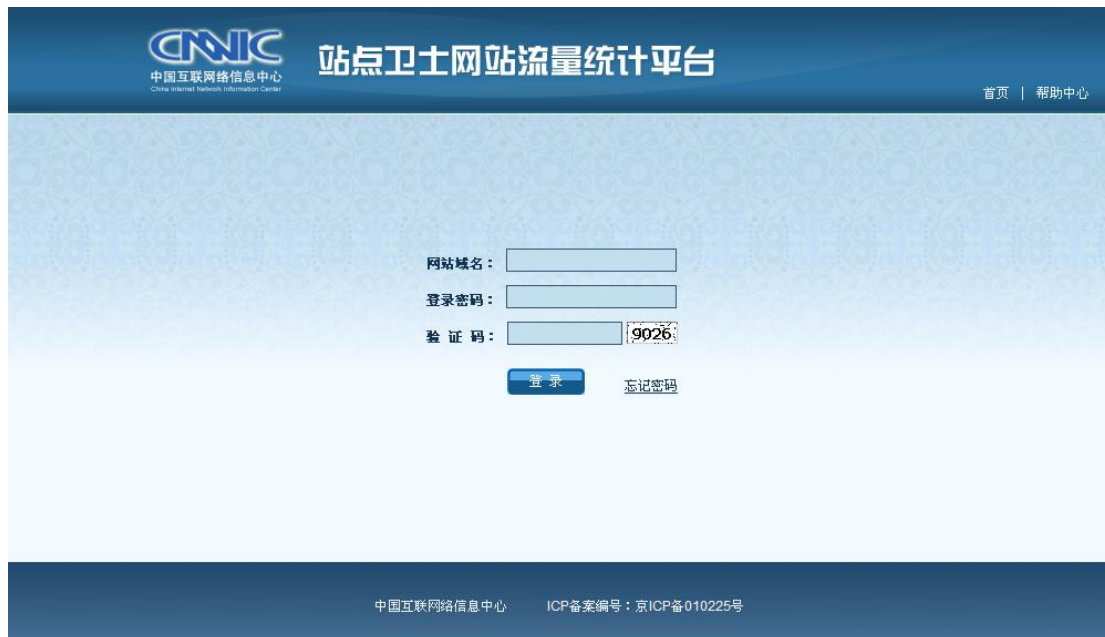 CNNIC
中国互联网络信息中心
China Internet Network Information Center
站点卫士网站流量统计平台
首页 | 帮助中心
网站域名：
登录密码：
验 证 码： 9026
登 录 忘记密码
中国互联网络信息中心 ICP备案编号：京ICP备010225号